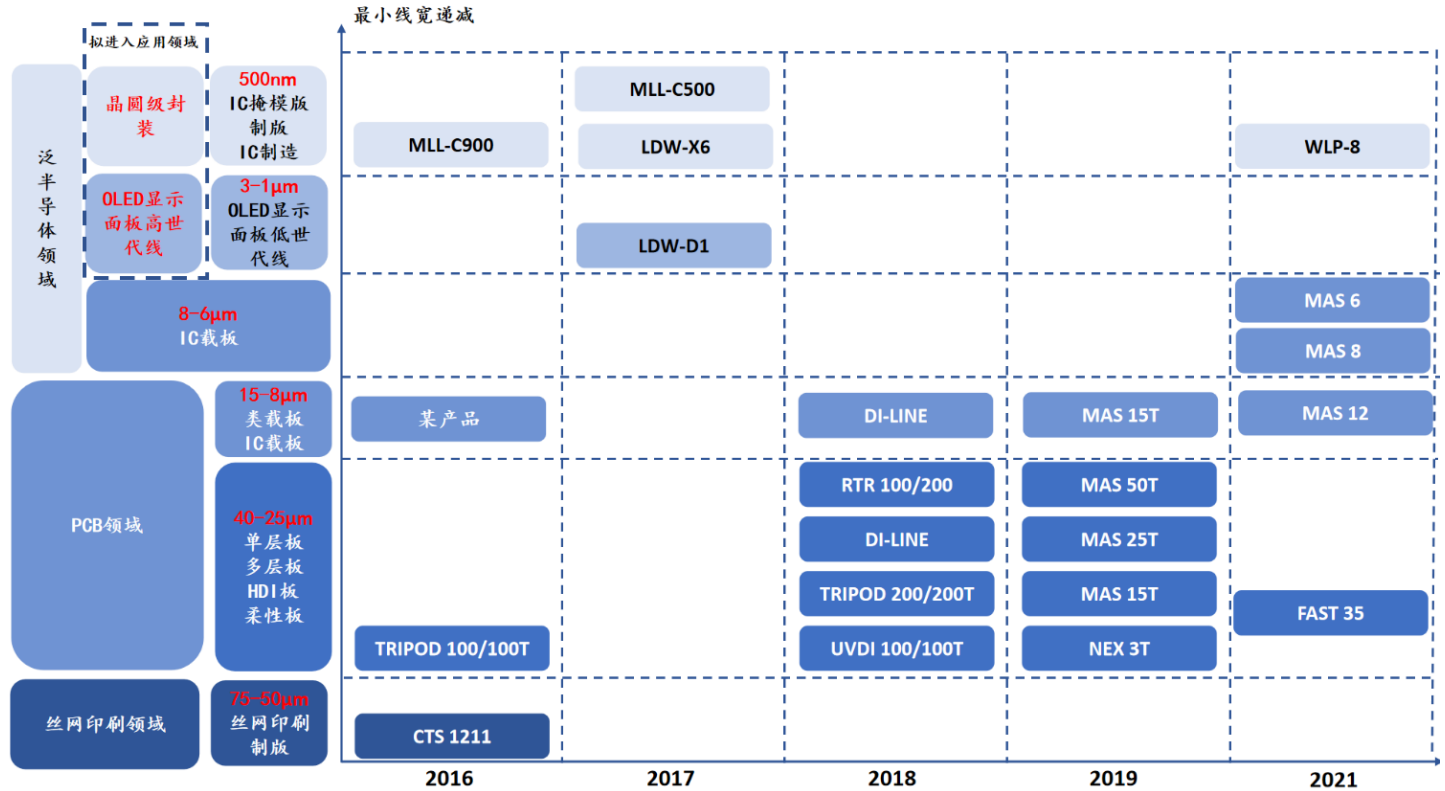 最小线宽递减
拟进入应用领域
泛半导体领域
晶圆级封
装
500nm
IC掩模版
制版
IC制造
MLL-C900
MLL-C500
LDW-X6
WLP-8
OLED显示
面板高世
代线
3-1μm
OLED显示
面板低世
代线
LDW-D1
8-6μm
IC载板
MAS 6
MAS 8
PCB领域
15-8μm
类载板
IC载板
某产品
DI-LINE
MAS 15T
MAS 12
40-25μm
单层板
多层板
HDI板
柔性板
RTR 100/200
MAS 50T
DI-LINE
MAS 25T
TRIPOD 200/200T
MAS 15T
FAST 35
TRIPOD 100/100T
UVDI 100/100T
NEX 3T
丝网印刷领域
75-50μm
丝网印刷
制版
CTS 1211
2016
2017
2018
2019
2021